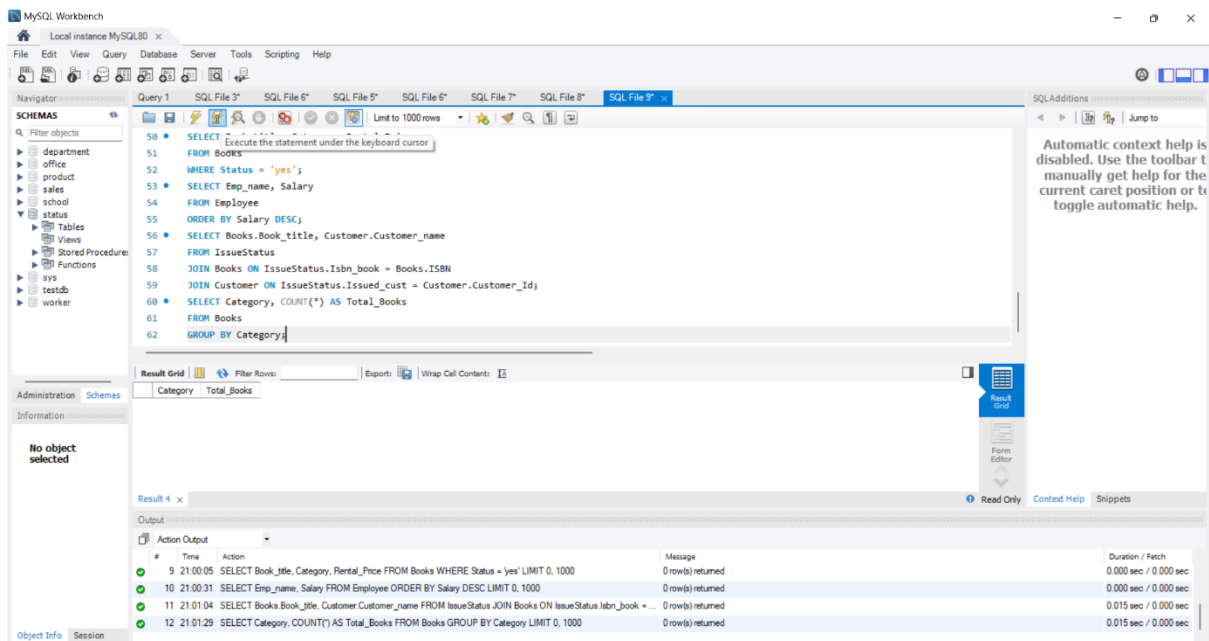 MySQL Workbench
Local instance MySQL80 ×
File Edit View Query Database Server Tools Scripting Help
Navigator
SCHEMAS
Filter objects
department
office
product
sales
school
status
Tables
Views
Stored Procedures
Functions
sys
testdb
worker
Administration Schemas
Information
No object
selected
Object Info Session
Query 1 SQL File 3* SQL File 6* SQL File 5* SQL File 6* SQL File 7* SQL File 8* SQL File 9* ×
Limit to 1000 rows
50 SELECT
Execute the statement under the keyboard cursor
51 FROM Books
52 WHERE Status = 'yes';
53 SELECT Emp_name, Salary
54 FROM Employee
55 ORDER BY Salary DESC;
56 SELECT Books.Book_title, Customer.Customer_name
57 FROM IssueStatus
58 JOIN Books ON IssueStatus.Isbn_book = Books.ISBN
59 JOIN Customer ON IssueStatus.Issued_cust = Customer.Customer_Id;
60 SELECT Category, COUNT(*) AS Total_Books
61 FROM Books
62 GROUP BY Category;
Result Grid Filter Rows: Export: Wrap Cell Content: IA
Category Total_Books
Result
Grid
Form
Editor
Result 4 × Read Only
Output
Action Output
# Time Action Message Duration / Fetch
9 21:00:05 SELECT Book_title, Category, Rental_Price FROM Books WHERE Status = 'yes' LIMIT 0, 1000 0 row(s) returned 0.000 sec / 0.000 sec
10 21:00:31 SELECT Emp_name, Salary FROM Employee ORDER BY Salary DESC LIMIT 0, 1000 0 row(s) returned 0.000 sec / 0.000 sec
11 21:01:04 SELECT Books.Book_title, Customer.Customer_name FROM IssueStatus JOIN Books ON IssueStatus.Isbn_book = ... 0 row(s) returned 0.015 sec / 0.000 sec
12 21:01:29 SELECT Category, COUNT(*) AS Total_Books FROM Books GROUP BY Category LIMIT 0, 1000 0 row(s) returned 0.015 sec / 0.000 sec
SQLAdditions
Jump to
Automatic context help is
disabled. Use the toolbar t
manually get help for the
current caret position or to
toggle automatic help.
Context Help Snippets